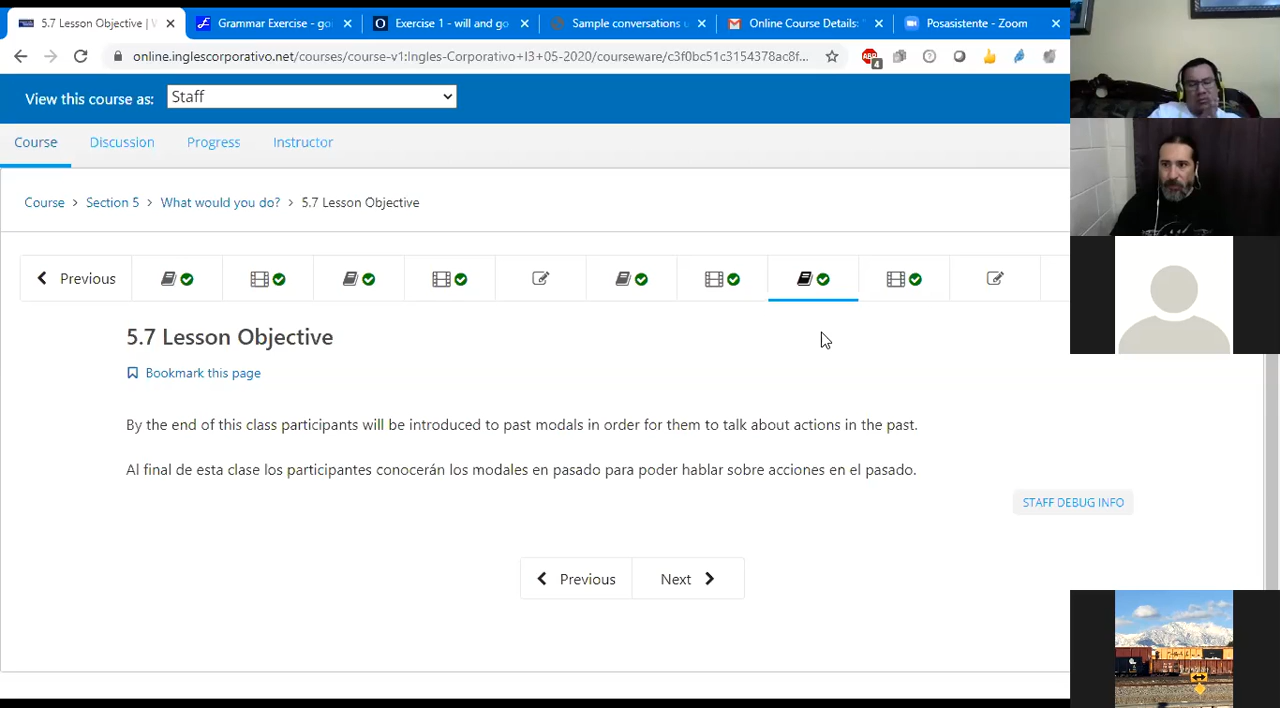 5.7 Lesson Objective |
Grammar Exercise - go
Exercise 1 - will and go
Sample conversations u
Online Course Details:
Posasistente - Zoom
online.inglescorporativo.net/courses/course-v1:Ingles-Corporativo+I3+05-2020/courseware/c3f0bc51c3154378ac8f...
ABP
4
View this course as:
Staff
Course
Discussion
Progress
Instructor
Course > Section 5 > What would you do? > 5.7 Lesson Objective
Previous
5.7 Lesson Objective
Bookmark this page
By the end of this class participants will be introduced to past modals in order for them to talk about actions in the past.
Al final de esta clase los participantes conocerán los modales en pasado para poder hablar sobre acciones en el pasado.
STAFF DEBUG INFO
Previous
Next